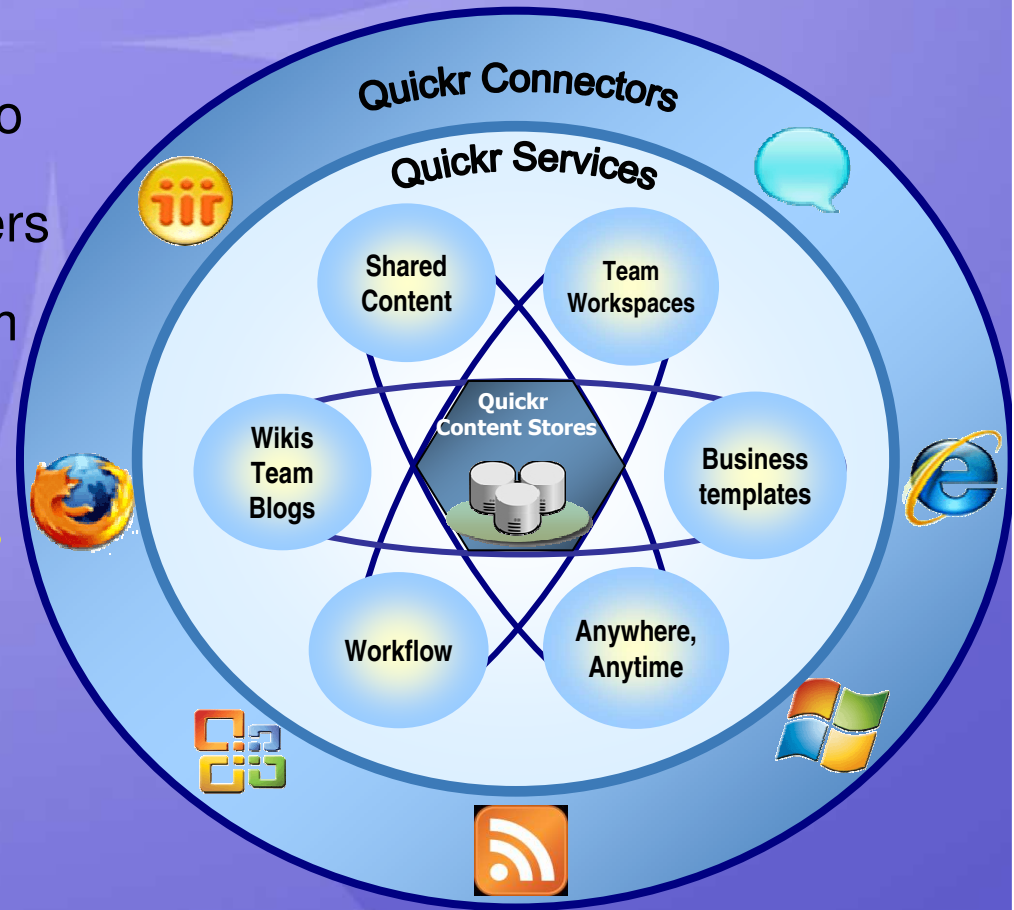 o
ers
n
Quickr Connectors
Quickr Services
Shared
Content
Team
Workspaces
Quickr
Content Stores
Wikis
Team
Blogs
Business
templates
Workflow
Anywhere,
Anytime